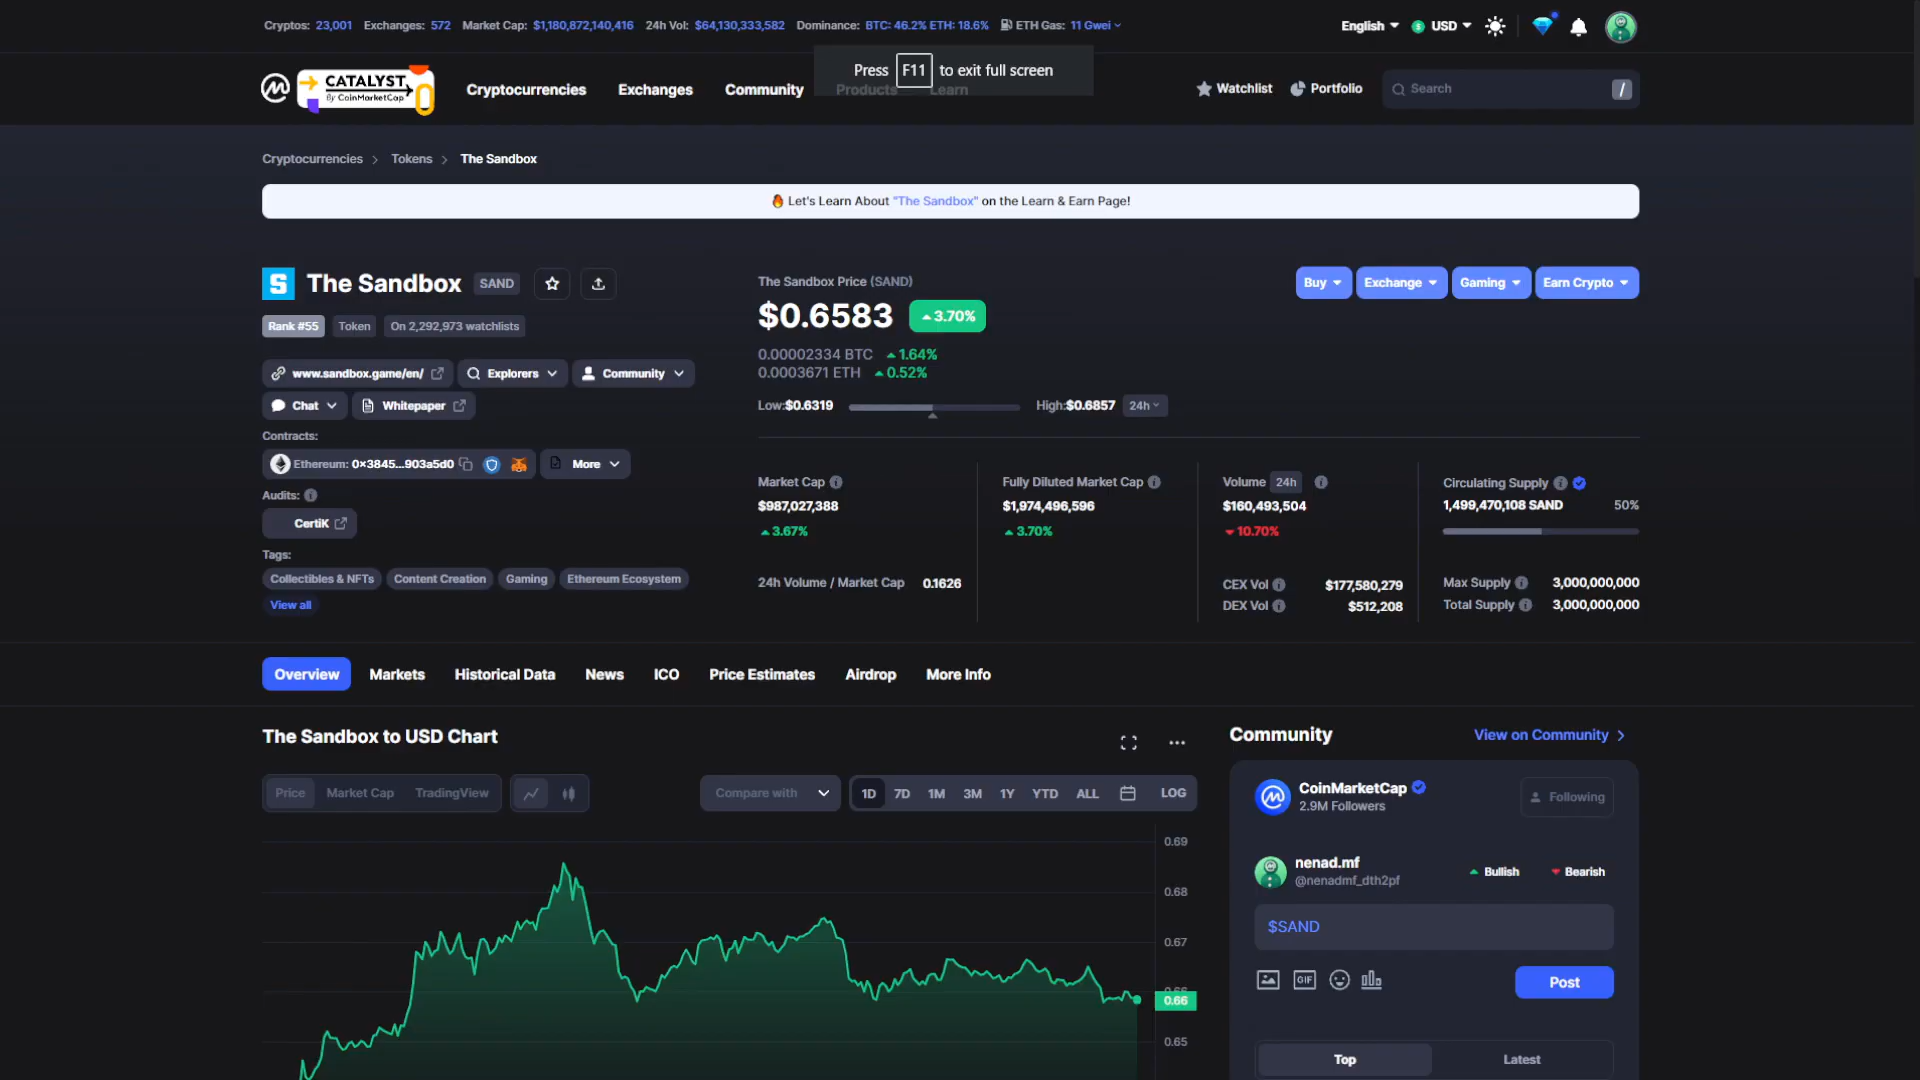 Cryptos: 23,001 Exchanges: 572 Market Cap: $1,180,872,140,416 24h Vol: $64,130,333,582 Dominance: BTC: 46.2% ETH: 18.6% ETH Gas: 11 Gwei
English USD
Press F11 to exit full screen
CATALYST
By CoinMarketCap
Cryptocurrencies Exchanges Community Products Learn
Watchlist Portfolio Search /
Cryptocurrencies > Tokens > The Sandbox
Let's Learn About "The Sandbox" on the Learn & Earn Page!
The Sandbox SAND
Rank #55 Token On 2,292,973 watchlists
www.sandbox.game/en/ Explorers Community
Chat Whitepaper
Contracts:
Ethereum: 0x3845...903a5d0 More
Audits:
CertiK
Tags:
Collectibles & NFTs Content Creation Gaming Ethereum Ecosystem
View all
The Sandbox Price (SAND)
$0.6583 3.70%
0.00002334 BTC 1.64%
0.0003671 ETH 0.52%
Low:$0.6319 High:$0.6857 24h
Buy Exchange Gaming Earn Crypto
Market Cap
$987,027,388
3.67%
24h Volume / Market Cap 0.1626
Fully Diluted Market Cap
$1,974,496,596
3.70%
Volume 24h
$160,493,504
10.70%
CEX Vol $177,580,279
DEX Vol $512,208
Circulating Supply
1,499,470,108 SAND 50%
Max Supply 3,000,000,000
Total Supply 3,000,000,000
Overview Markets Historical Data News ICO Price Estimates Airdrop More Info
The Sandbox to USD Chart
Price Market Cap TradingView
Compare with 1D 7D 1M 3M 1Y YTD ALL LOG
0.69
0.68
0.67
0.66
0.66
0.65
Community View on Community >
CoinMarketCap
2.9M Followers
Following
nenad.mf
@nenadmf_dth2pf
Bullish Bearish
$SAND
GIF
Post
Top Latest